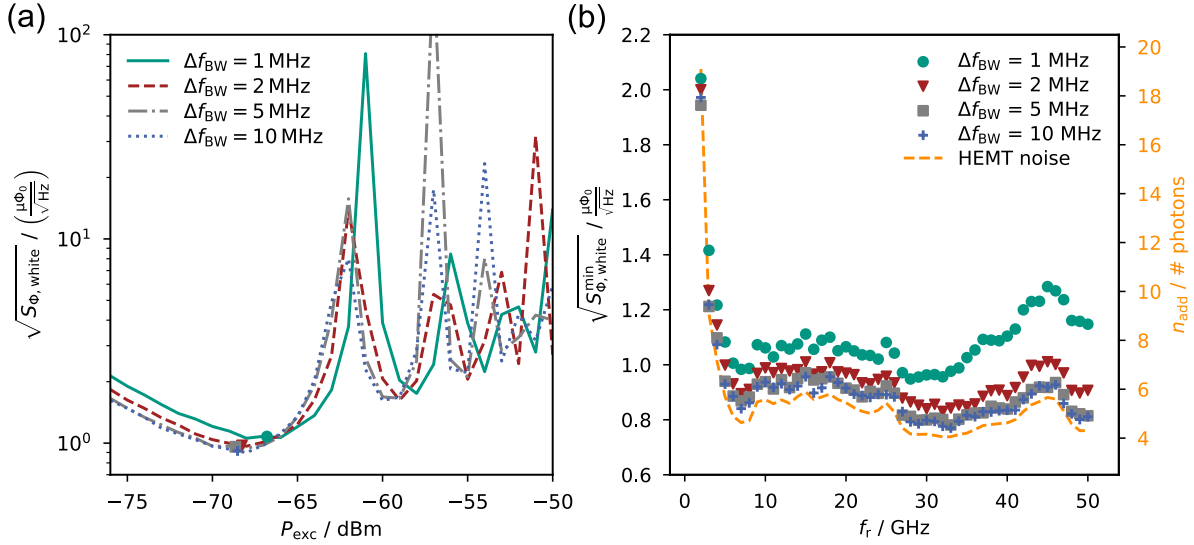 (a)
10²
10¹
10⁰
√S_Φ, white / (μΦ₀/√Hz)
Δf_BW = 1 MHz
Δf_BW = 2 MHz
Δf_BW = 5 MHz
Δf_BW = 10 MHz
−75 −70 −65 −60 −55 −50
P_exc / dBm
(b)
2.2
2.0
1.8
1.6
1.4
1.2
1.0
0.8
0.6
√S^min_Φ, white / μΦ₀/√Hz
Δf_BW = 1 MHz
Δf_BW = 2 MHz
Δf_BW = 5 MHz
Δf_BW = 10 MHz
HEMT noise
0 10 20 30 40 50
f_r / GHz
20
18
16
14
12
10
8
6
4
n_add / # photons